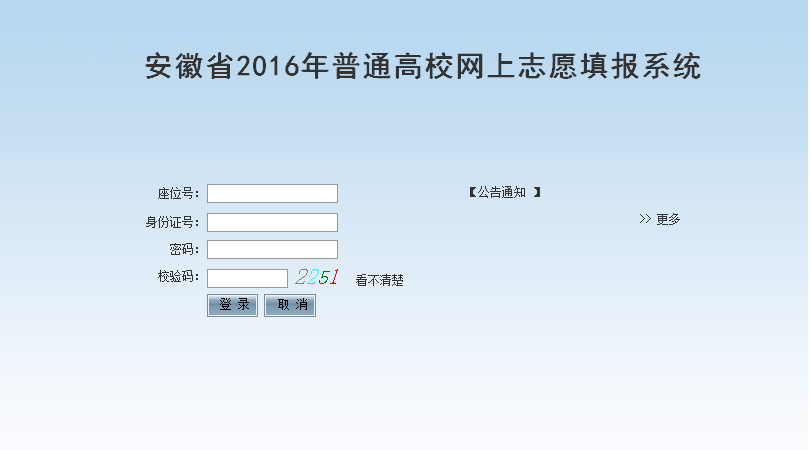 安徽省2016年普通高校网上志愿填报系统
座位号：
【公告通知 】
身份证号：
>> 更多
密码：
校验码： 2251 看不清楚
登 录 取 消